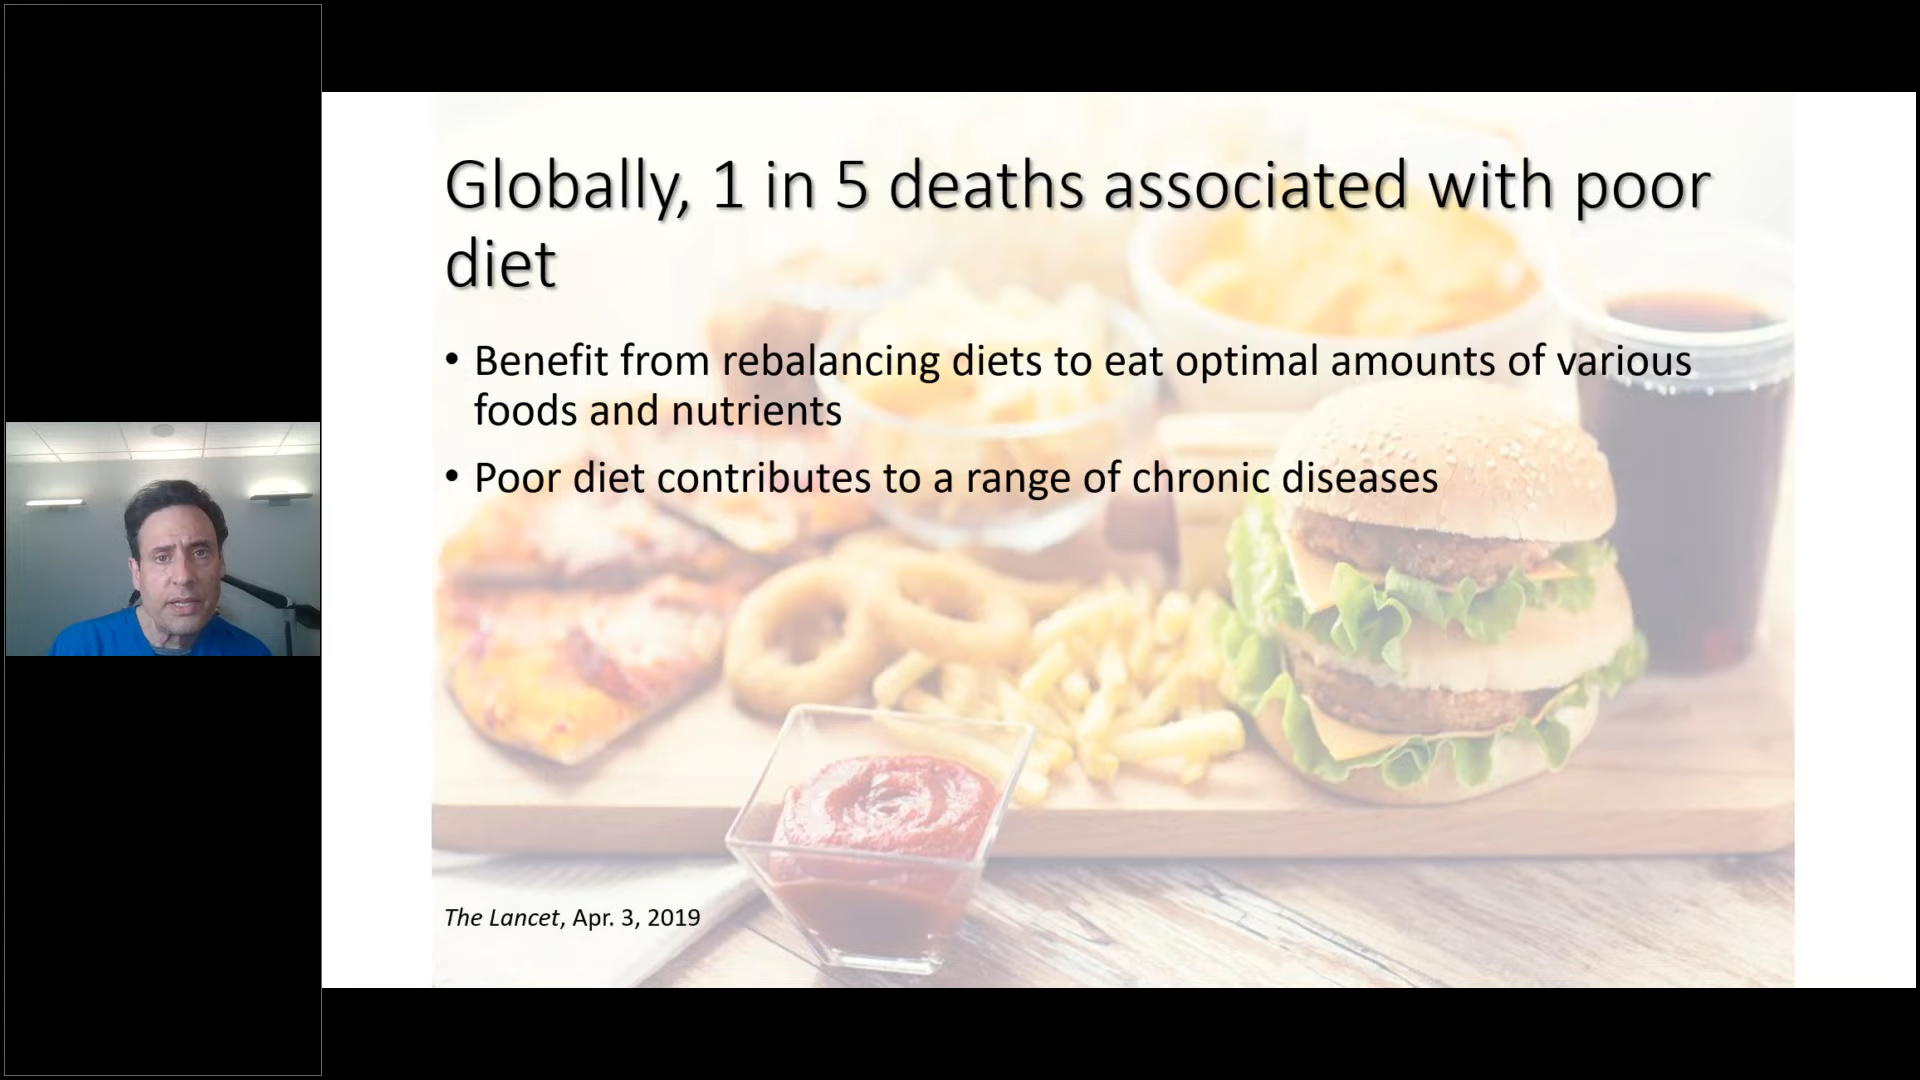 Globally, 1 in 5 deaths associated with poor
diet
• Benefit from rebalancing diets to eat optimal amounts of various
foods and nutrients
• Poor diet contributes to a range of chronic diseases
The Lancet, Apr. 3, 2019